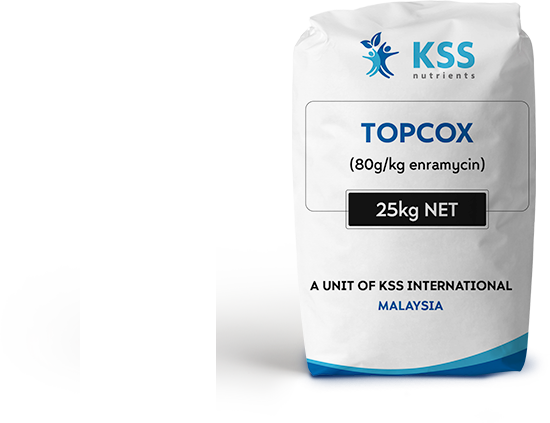 KSS
nutrients
TOPCOX
(80g/kg enramycin)
25kg NET
A UNIT OF KSS INTERNATIONAL
MALAYSIA